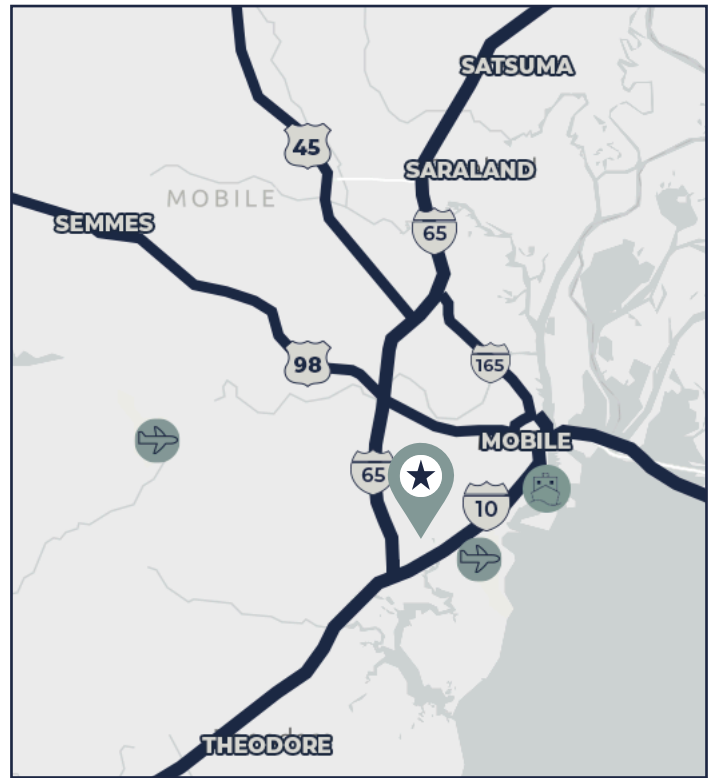 SATSUMA
45
SARALAND
MOBILE
SEMMES
65
98
165
MOBILE
65
10
THEODORE